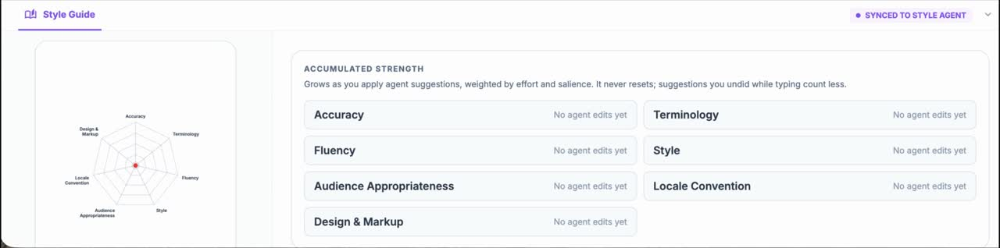 Style Guide
SYNCED TO STYLE AGENT
Accuracy
Design &
Markup
Terminology
Locale
Convention
Fluency
Audience
Appropriateness
Style
ACCUMULATED STRENGTH
Grows as you apply agent suggestions, weighted by effort and salience. It never resets; suggestions you undid while typing count less.
Accuracy No agent edits yet
Terminology No agent edits yet
Fluency No agent edits yet
Style No agent edits yet
Audience Appropriateness No agent edits yet
Locale Convention No agent edits yet
Design & Markup No agent edits yet